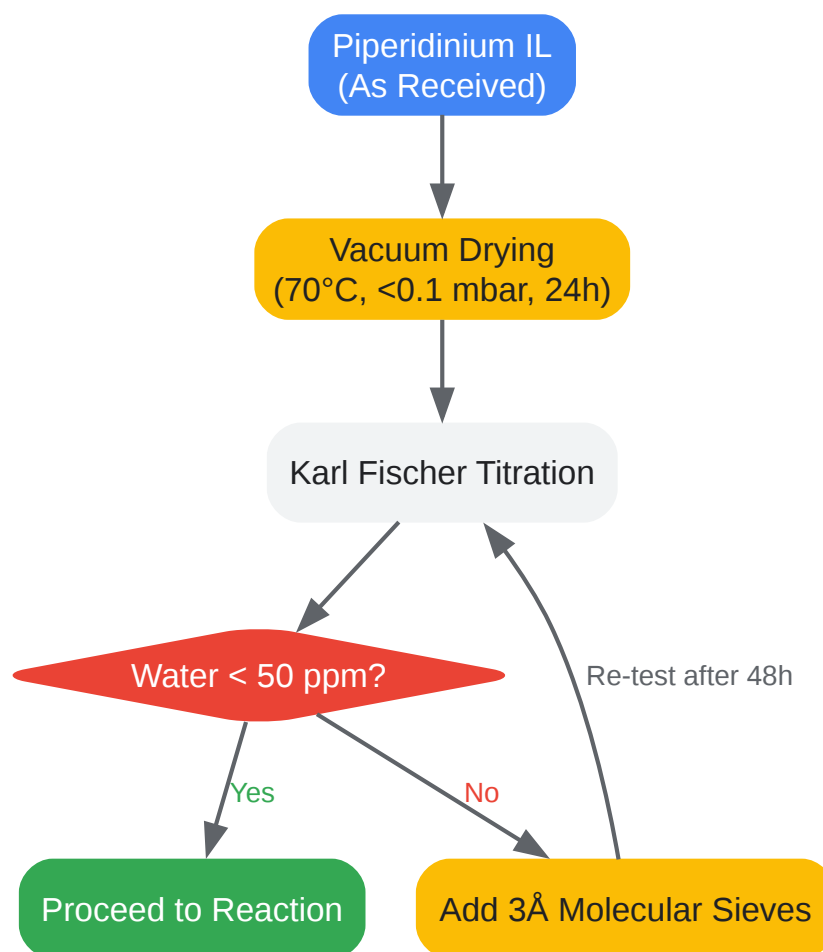 Piperidinium IL
(As Received)
Vacuum Drying
(70°C, <0.1 mbar, 24h)
Karl Fischer Titration
Water < 50 ppm?
Re-test after 48h
Yes
No
Proceed to Reaction
Add 3Å Molecular Sieves